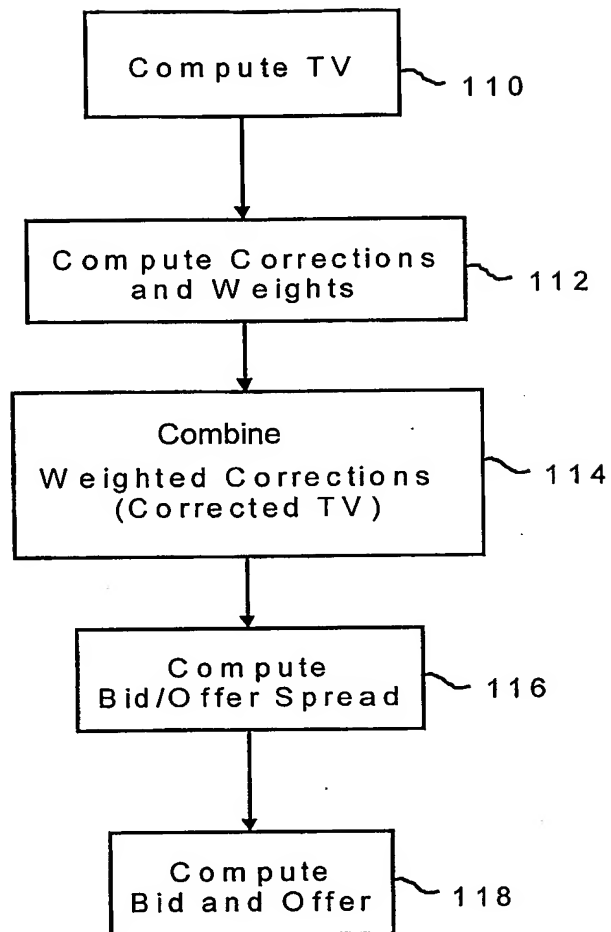 Compute TV
110
Compute Corrections
and Weights
112
Combine
Weighted Corrections
(Corrected TV)
114
Compute
Bid/Offer Spread
116
Compute
Bid and Offer
118